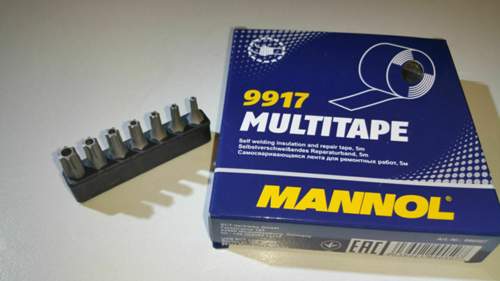 9917
MULTITAPE
Self welding insulation and repair tape, 5m
Selbstverschweißendes Reparaturband, 5m
Самосваривающаяся лента для ремонтных работ, 5м
MANNOL
EAC